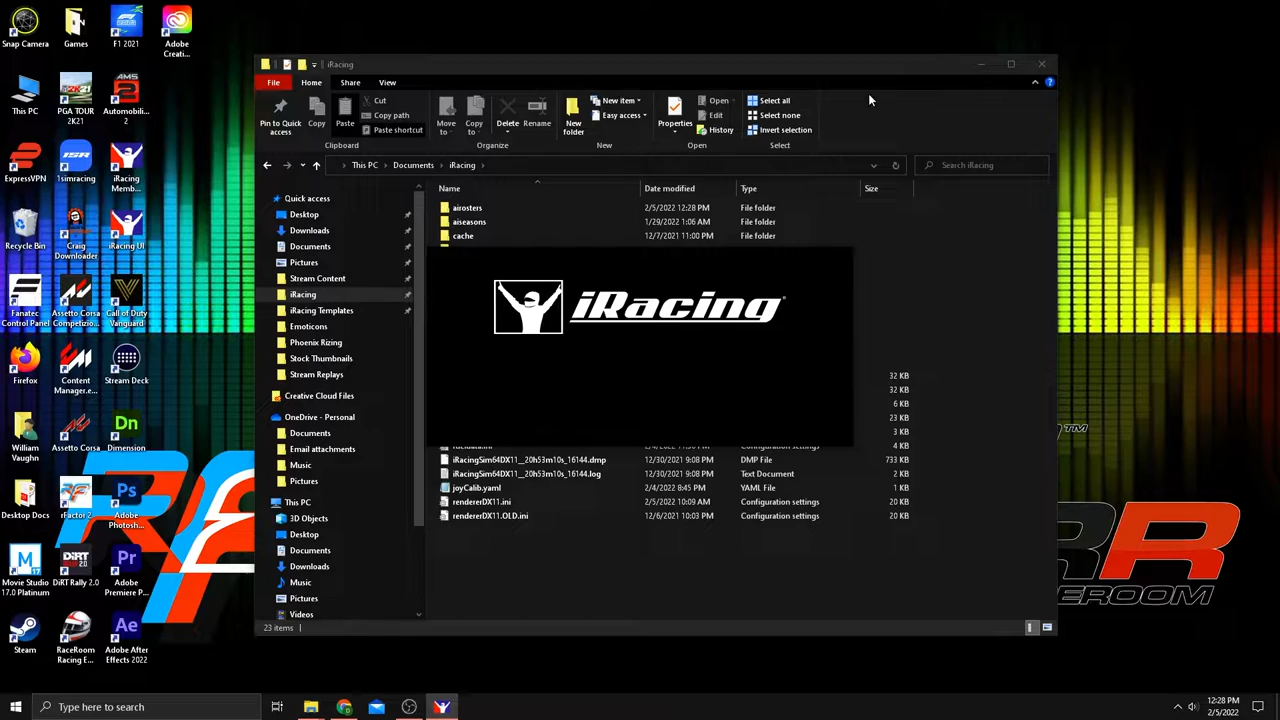 Snap Camera
Games
F1 2021
Adobe
Creati...
This PC
PGA TOUR
2K21
Automobili...
2
ExpressVPN
1simracing
iRacing
Memb...
Recycle Bin
Craig
Downloader
iRacing UI
Fanatec
Control Panel
Assetto Corsa
Competizio...
Call of Duty
Vanguard
Firefox
Content
Manager.e...
Stream Deck
William
Vaughn
Assetto Corsa
Dimension
Desktop Docs
rFactor 2
Adobe
Photosh...
Movie Studio
17.0 Platinum
DiRT Rally 2.0
Adobe
Premiere P...
Steam
RaceRoom
Racing E...
Adobe After
Effects 2022
iRacing
File
Home
Share
View
Pin to Quick
access
Copy
Paste
Cut
Copy path
Paste shortcut
Clipboard
Move
to
Copy
to
Delete
Rename
Organize
New
folder
New item
Easy access
New
Properties
Open
Edit
History
Open
Select all
Select none
Invert selection
Select
This PC > Documents > iRacing >
Search iRacing
Quick access
Desktop
Downloads
Documents
Pictures
Stream Content
iRacing
iRacing Templates
Emoticons
Phoenix Rizing
Stock Thumbnails
Stream Replays
Creative Cloud Files
OneDrive - Personal
Documents
Email attachments
Music
Pictures
This PC
3D Objects
Desktop
Documents
Downloads
Music
Pictures
Videos
Name Date modified Type Size
airosters 2/5/2022 12:28 PM File folder
aiseasons 1/29/2022 1:06 AM File folder
cache 12/7/2021 11:00 PM File folder
iRacing
32 KB
32 KB
6 KB
23 KB
3 KB
4 KB
iRacingSim64DX11__20h53m10s_16144.dmp 12/30/2021 9:08 PM DMP File 733 KB
iRacingSim64DX11__20h53m10s_16144.log 12/30/2021 9:08 PM Text Document 2 KB
joyCalib.yaml 2/4/2022 8:45 PM YAML File 1 KB
rendererDX11.ini 2/5/2022 10:09 AM Configuration settings 20 KB
rendererDX11.OLD.ini 12/6/2021 10:03 PM Configuration settings 20 KB
23 items
Type here to search
12:28 PM
2/5/2022